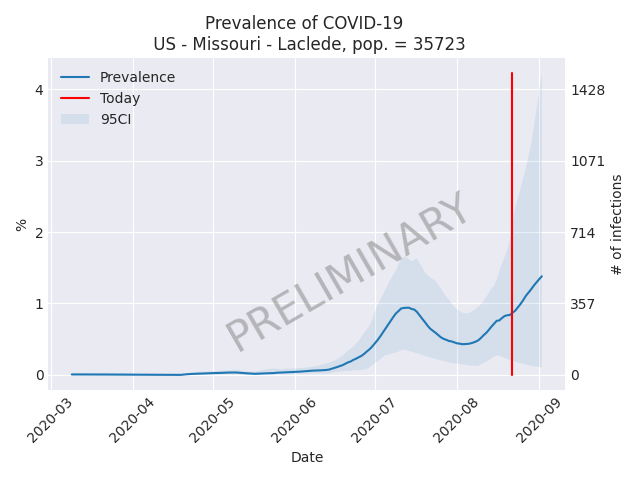 Prevalence of COVID-19
US - Missouri - Laclede, pop. = 35723
Prevalence
Today
95CI
PRELIMINARY
%
4
3
2
1
0
1428
1071
714
357
0
# of infections
2020-03
2020-04
2020-05
2020-06
2020-07
2020-08
2020-09
Date